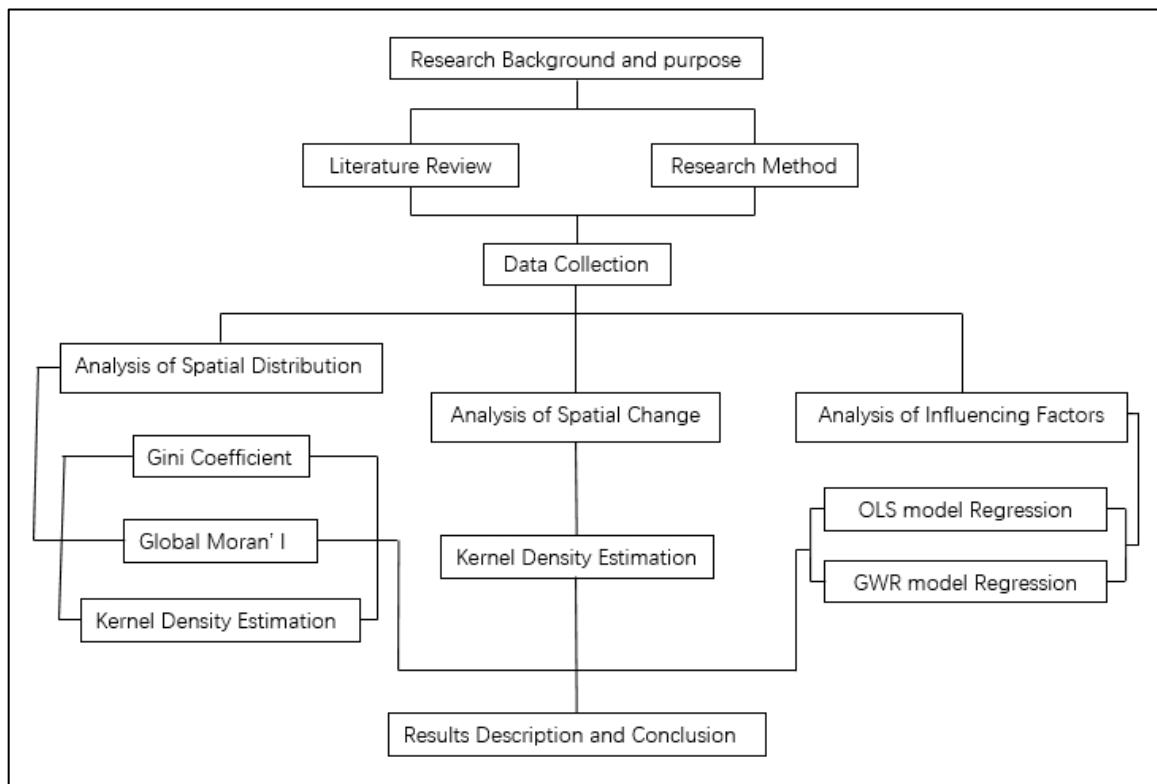 Research Background and purpose
Literature Review
Research Method
Data Collection
Analysis of Spatial Distribution
Analysis of Spatial Change
Analysis of Influencing Factors
Gini Coefficient
Global Moran' I
Kernel Density Estimation
Kernel Density Estimation
OLS model Regression
GWR model Regression
Results Description and Conclusion